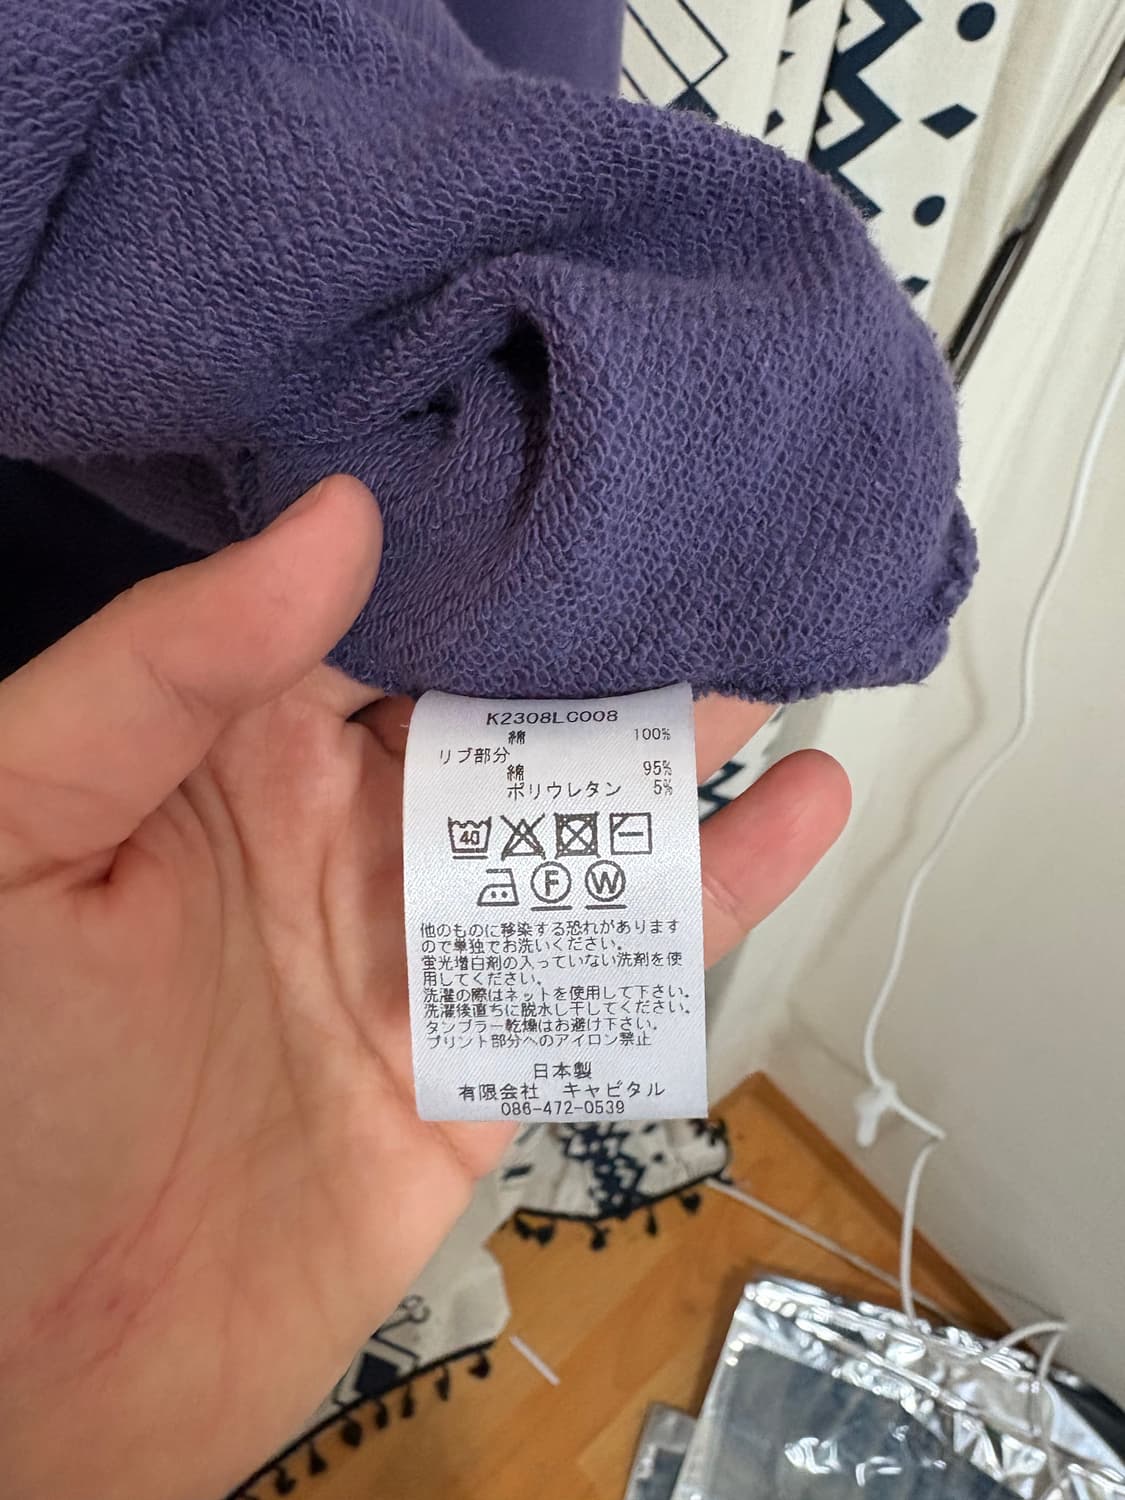 K2308LC008
綿 100%
リブ部分
綿 95%
ポリウレタン 5%
40
F W
他のものに移染する恐れがあります
ので単独でお洗いください。
蛍光増白剤の入っていない洗剤を使
用してください。
洗濯の際はネットを使用して下さい。
洗濯後直ちに脱水し干してください。
タンブラー乾燥はお避け下さい。
プリント部分へのアイロン禁止
日本製
有限会社 キャピタル
086-472-0539